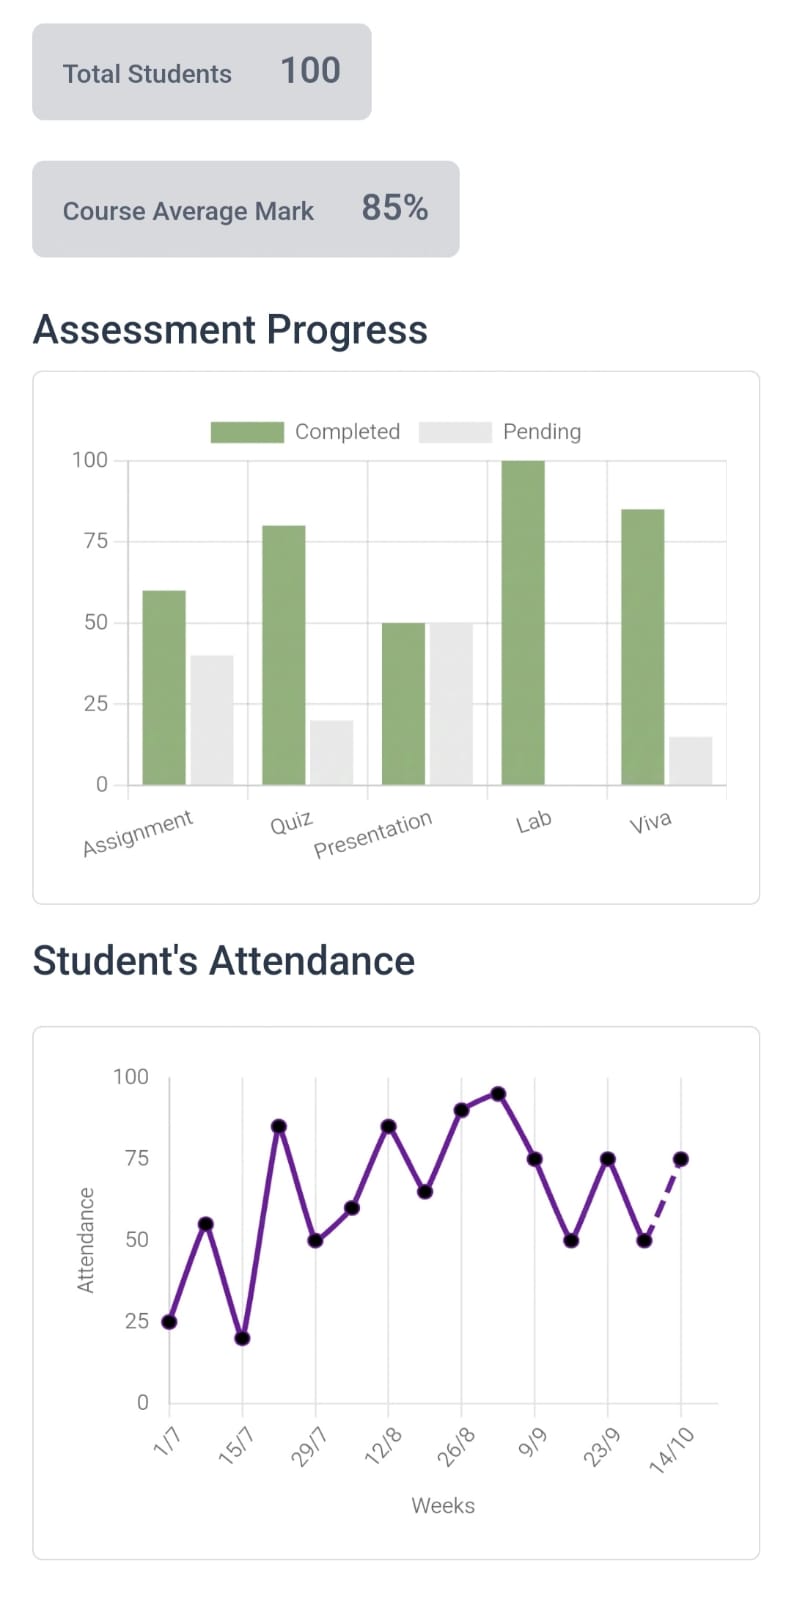 Total Students 100
Course Average Mark 85%
Assessment Progress
Completed Pending
100
75
50
25
0
Assignment Quiz Presentation Lab Viva
Student's Attendance
100
75
50
25
0
Attendance
1/7 15/7 29/7 12/8 26/8 9/9 23/9 14/10
Weeks